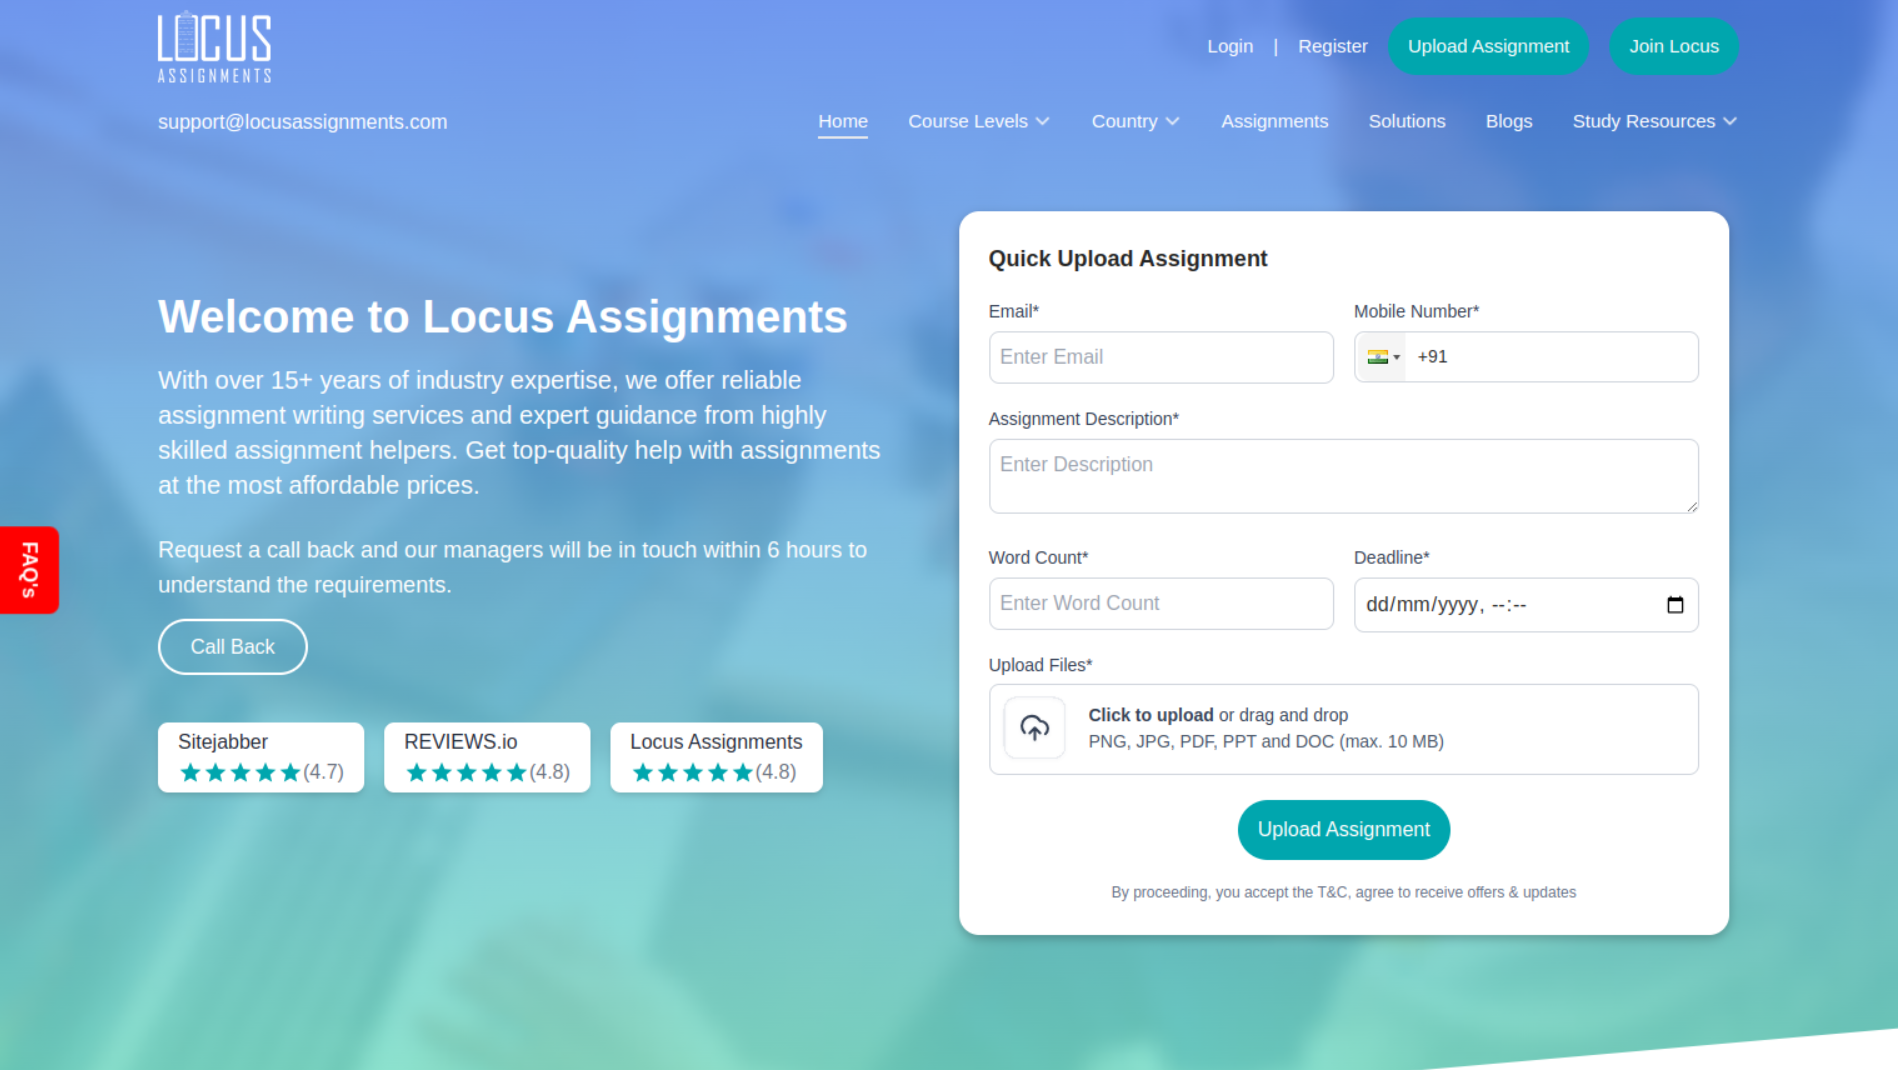 LOCUS
ASSIGNMENTS
Login | Register Upload Assignment Join Locus
support@locusassignments.com
Home Course Levels Country Assignments Solutions Blogs Study Resources
Welcome to Locus Assignments
With over 15+ years of industry expertise, we offer reliable
assignment writing services and expert guidance from highly
skilled assignment helpers. Get top-quality help with assignments
at the most affordable prices.
Request a call back and our managers will be in touch within 6 hours to
understand the requirements.
Call Back
Sitejabber
(4.7)
REVIEWS.io
(4.8)
Locus Assignments
(4.8)
FAQ's
Quick Upload Assignment
Email*
Enter Email
Mobile Number*
+91
Assignment Description*
Enter Description
Word Count*
Enter Word Count
Deadline*
dd/mm/yyyy, --:--
Upload Files*
Click to upload or drag and drop
PNG, JPG, PDF, PPT and DOC (max. 10 MB)
Upload Assignment
By proceeding, you accept the T&C, agree to receive offers & updates